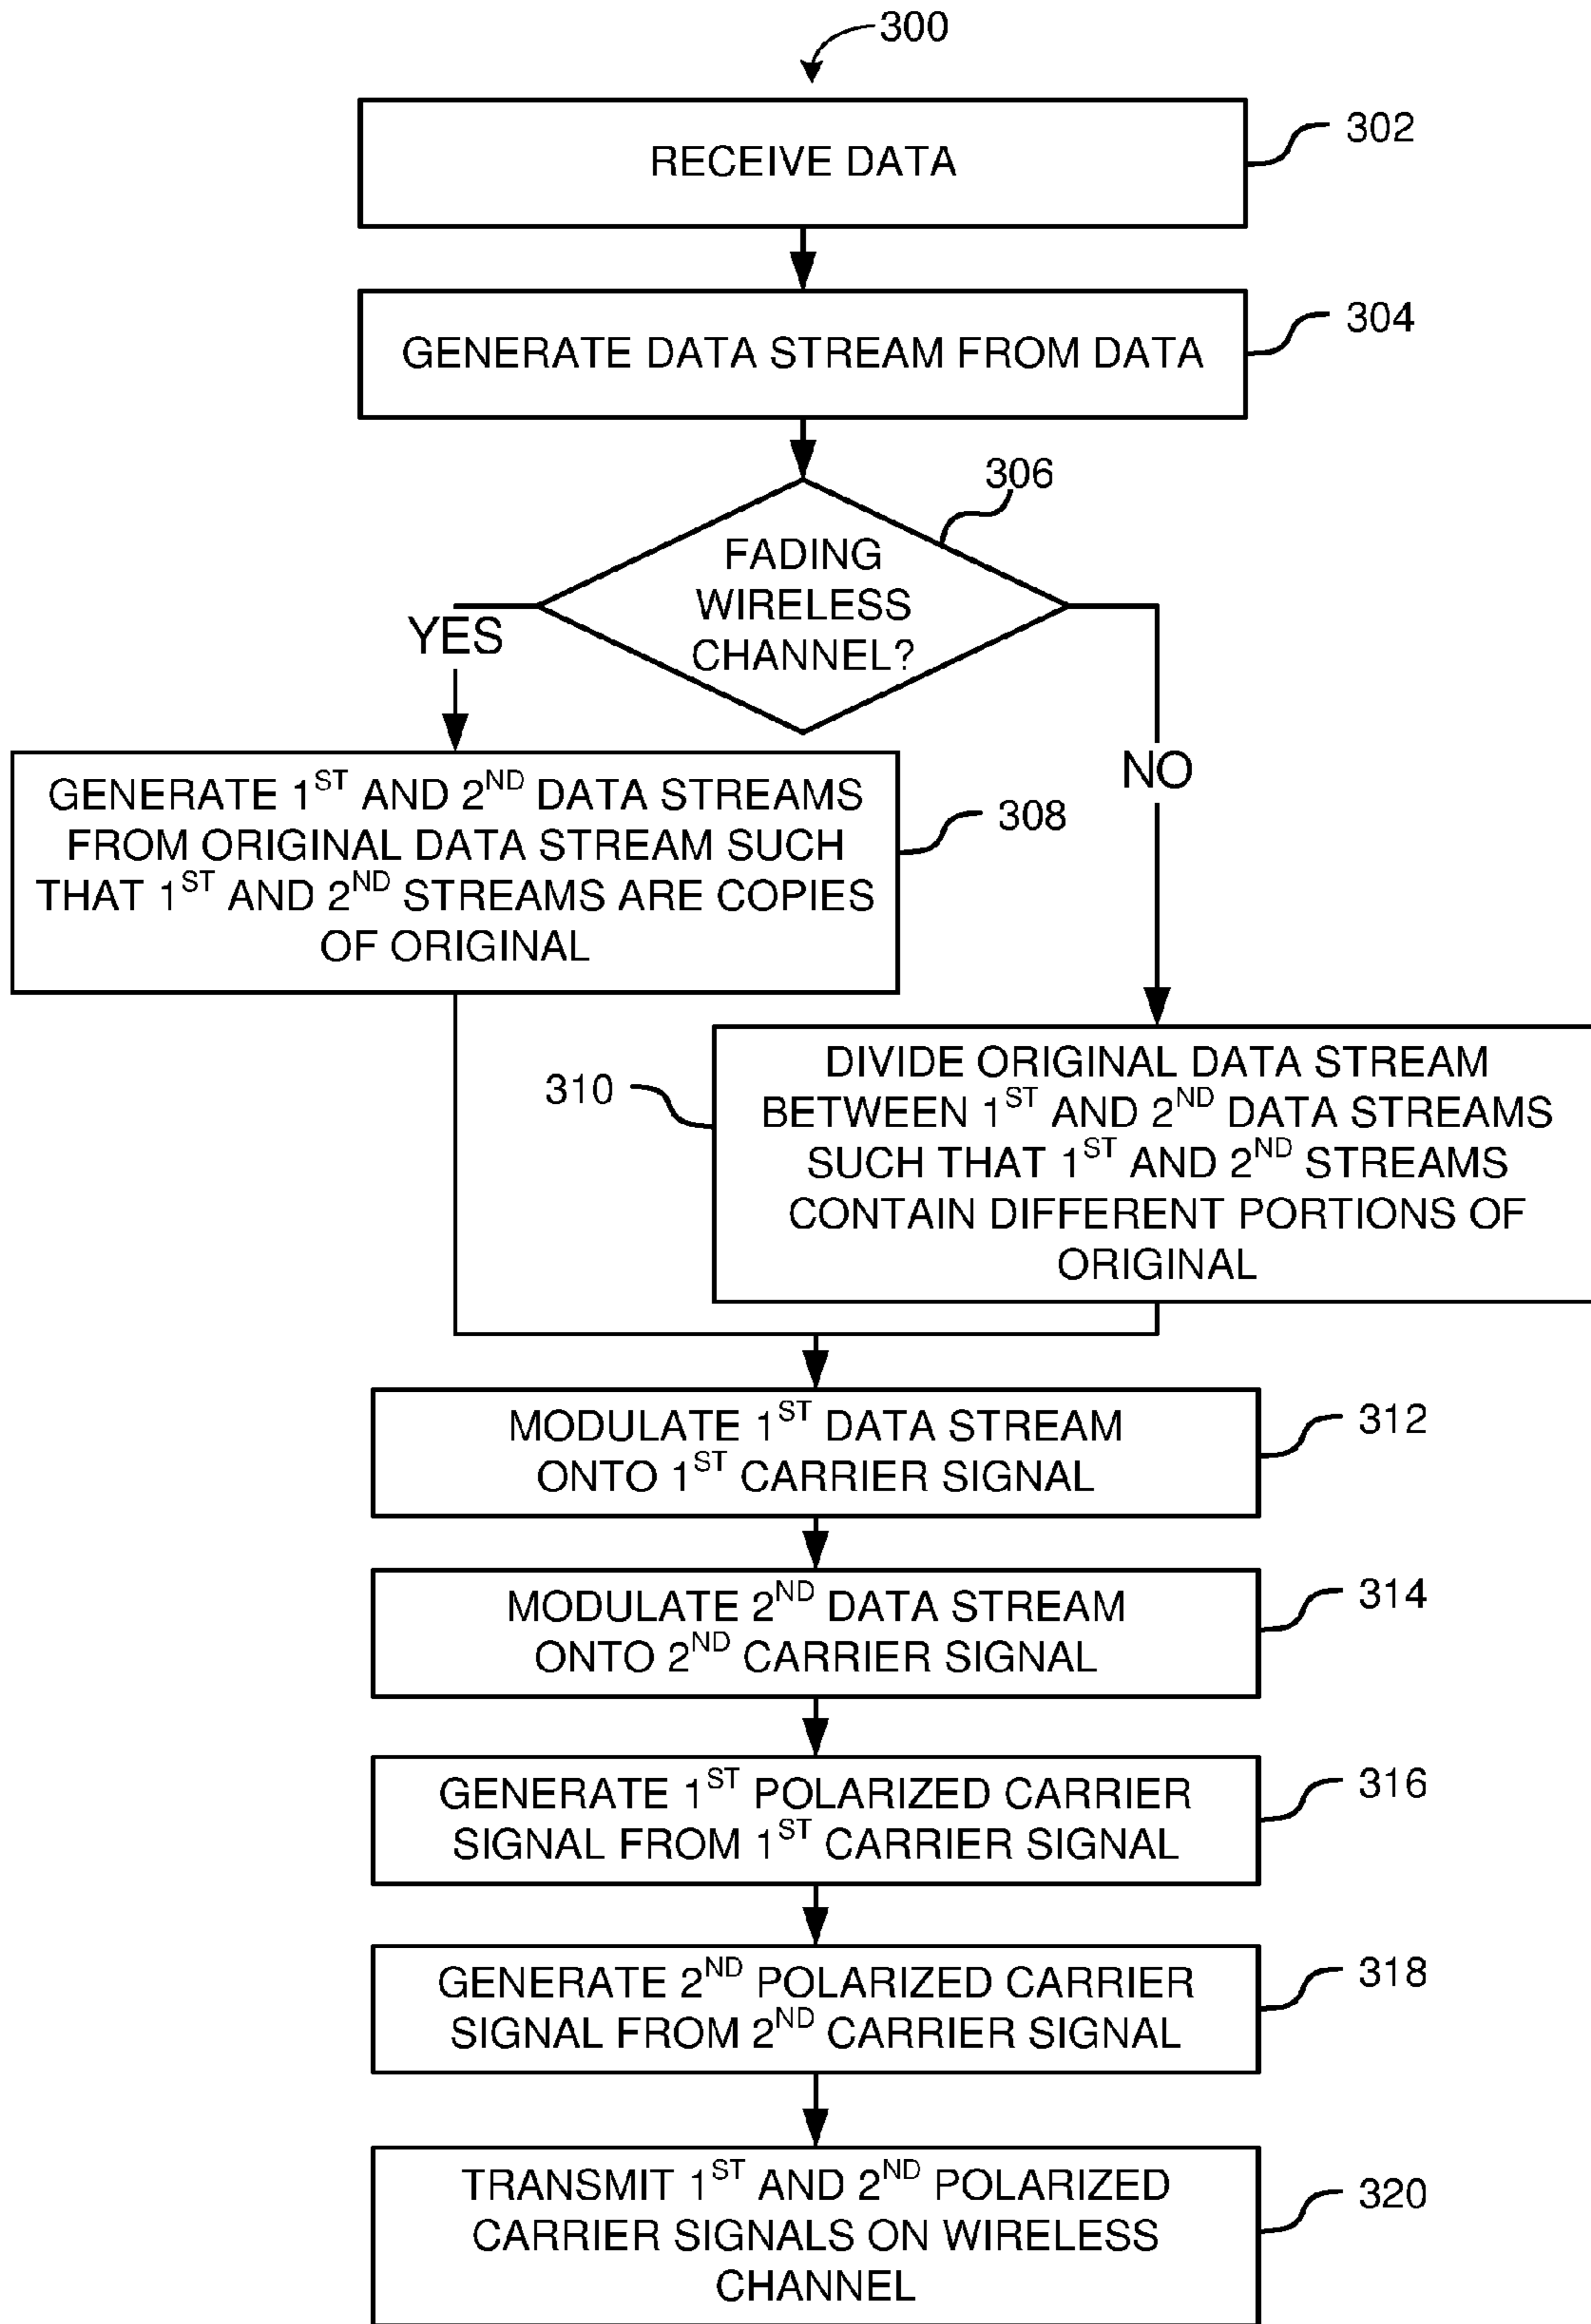 300
RECEIVE DATA
302
GENERATE DATA STREAM FROM DATA
304
306
FADING
WIRELESS
CHANNEL?
YES
NO
GENERATE 1ST AND 2ND DATA STREAMS
FROM ORIGINAL DATA STREAM SUCH
THAT 1ST AND 2ND STREAMS ARE COPIES
OF ORIGINAL
308
310
DIVIDE ORIGINAL DATA STREAM
BETWEEN 1ST AND 2ND DATA STREAMS
SUCH THAT 1ST AND 2ND STREAMS
CONTAIN DIFFERENT PORTIONS OF
ORIGINAL
MODULATE 1ST DATA STREAM
ONTO 1ST CARRIER SIGNAL
312
MODULATE 2ND DATA STREAM
ONTO 2ND CARRIER SIGNAL
314
GENERATE 1ST POLARIZED CARRIER
SIGNAL FROM 1ST CARRIER SIGNAL
316
GENERATE 2ND POLARIZED CARRIER
SIGNAL FROM 2ND CARRIER SIGNAL
318
TRANSMIT 1ST AND 2ND POLARIZED
CARRIER SIGNALS ON WIRELESS
CHANNEL
320